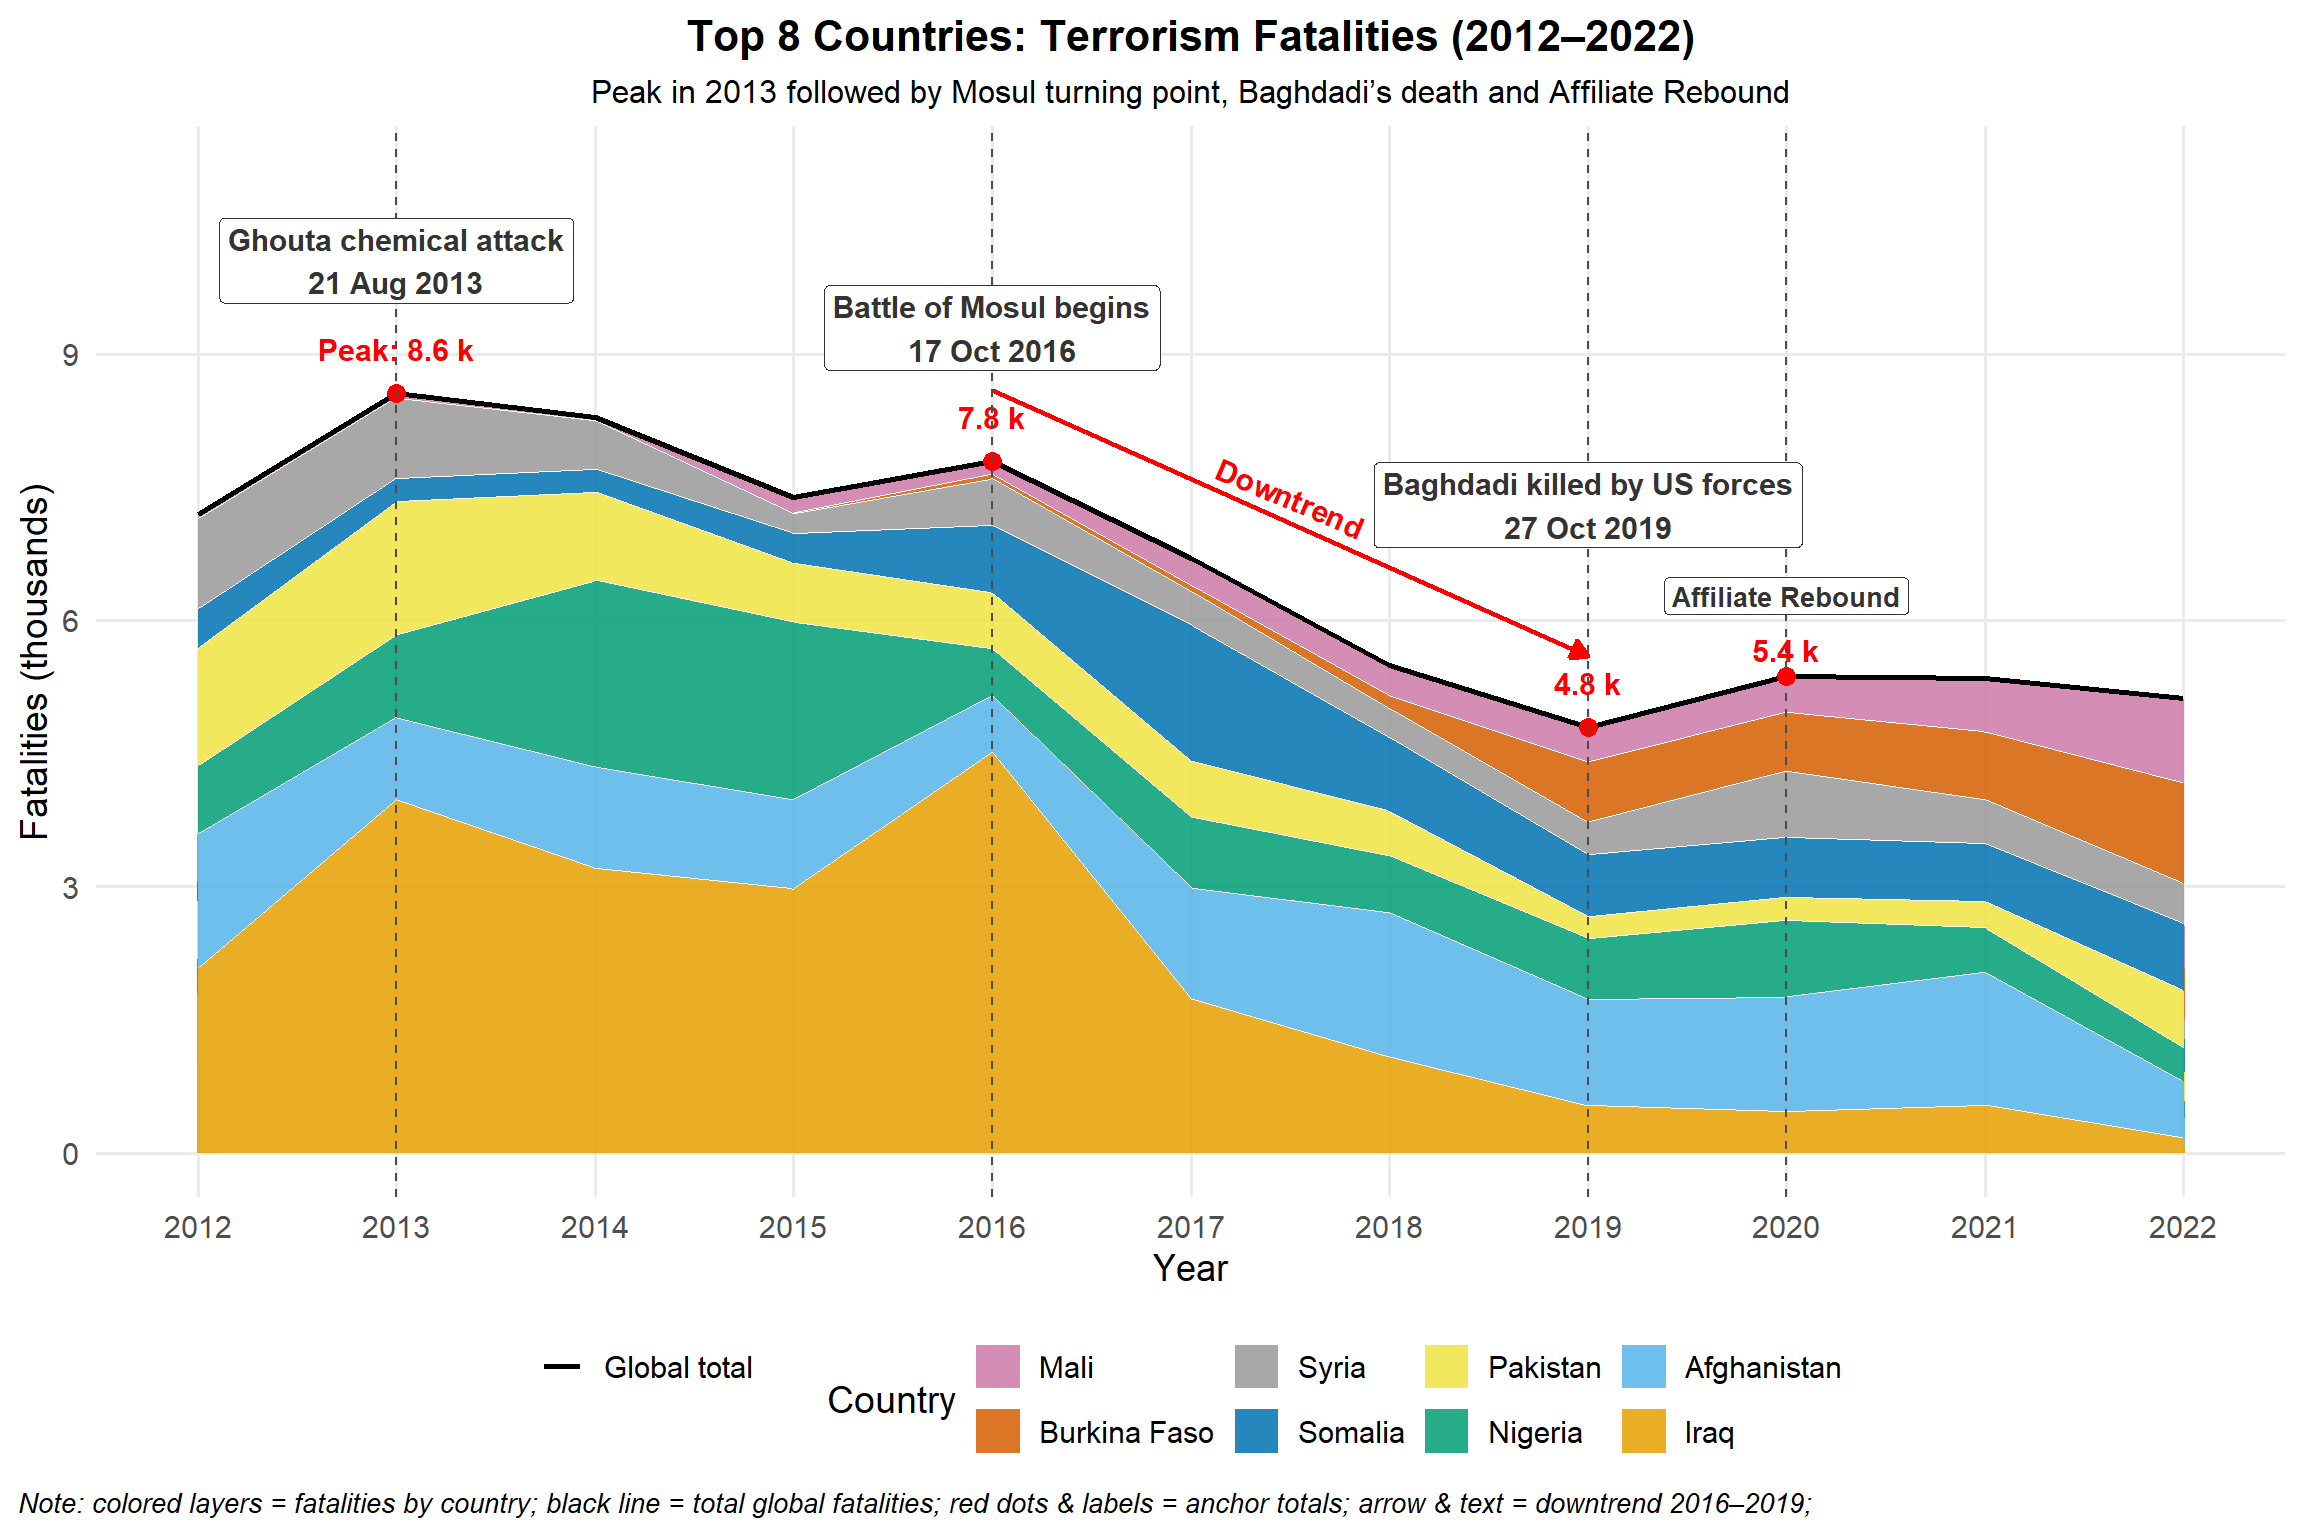 Top 8 Countries: Terrorism Fatalities (2012–2022)
Peak in 2013 followed by Mosul turning point, Baghdadi’s death and Affiliate Rebound
Ghouta chemical attack
21 Aug 2013
Peak: 8.6 k
Battle of Mosul begins
17 Oct 2016
7.8 k
Downtrend
Baghdadi killed by US forces
27 Oct 2019
4.8 k
Affiliate Rebound
5.4 k
Fatalities (thousands)
9
6
3
0
2012 2013 2014 2015 2016 2017 2018 2019 2020 2021 2022
Year
Global total
Country
Mali Syria Pakistan Afghanistan
Burkina Faso Somalia Nigeria Iraq
Note: colored layers = fatalities by country; black line = total global fatalities; red dots & labels = anchor totals; arrow & text = downtrend 2016–2019;